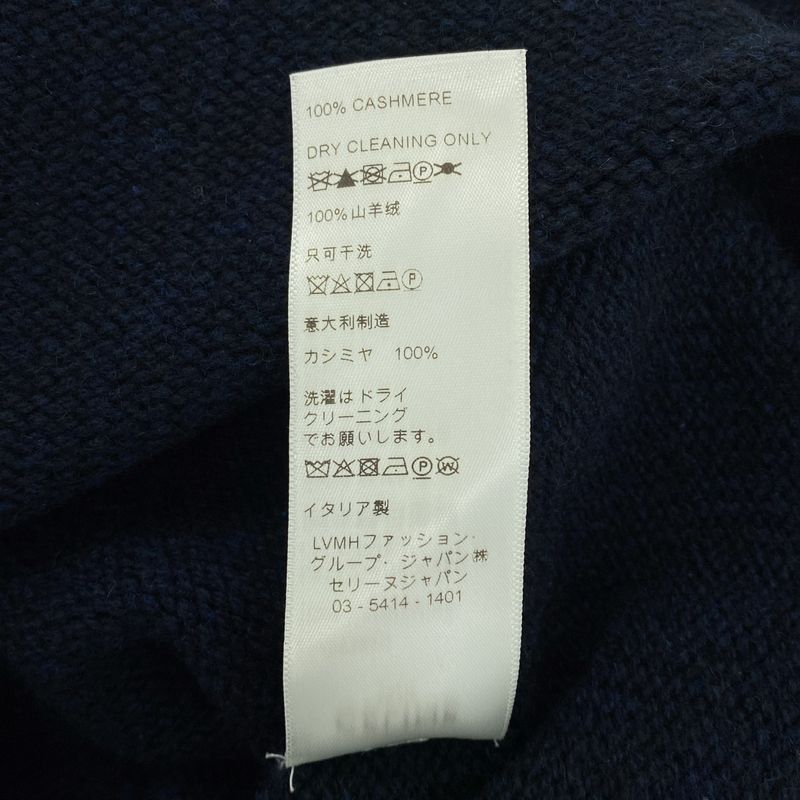 100% CASHMERE
DRY CLEANING ONLY
100%山羊绒
只可干洗
意大利制造
カシミヤ 100%
洗濯はドライ
クリーニング
でお願いします。
イタリア製
LVMHファッション·
グループ· ジャパン㈱
セリーヌジャパン
03 - 5414 - 1401